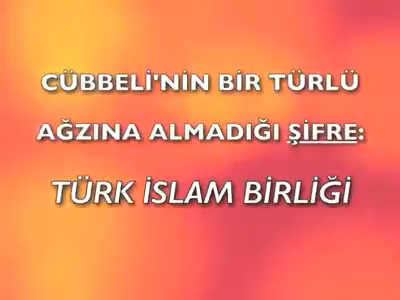 CÜBBELİ'NİN BİR TÜRLÜ
AĞZINA ALMADIĞI ŞİFRE:
TÜRK İSLAM BİRLİĞİ